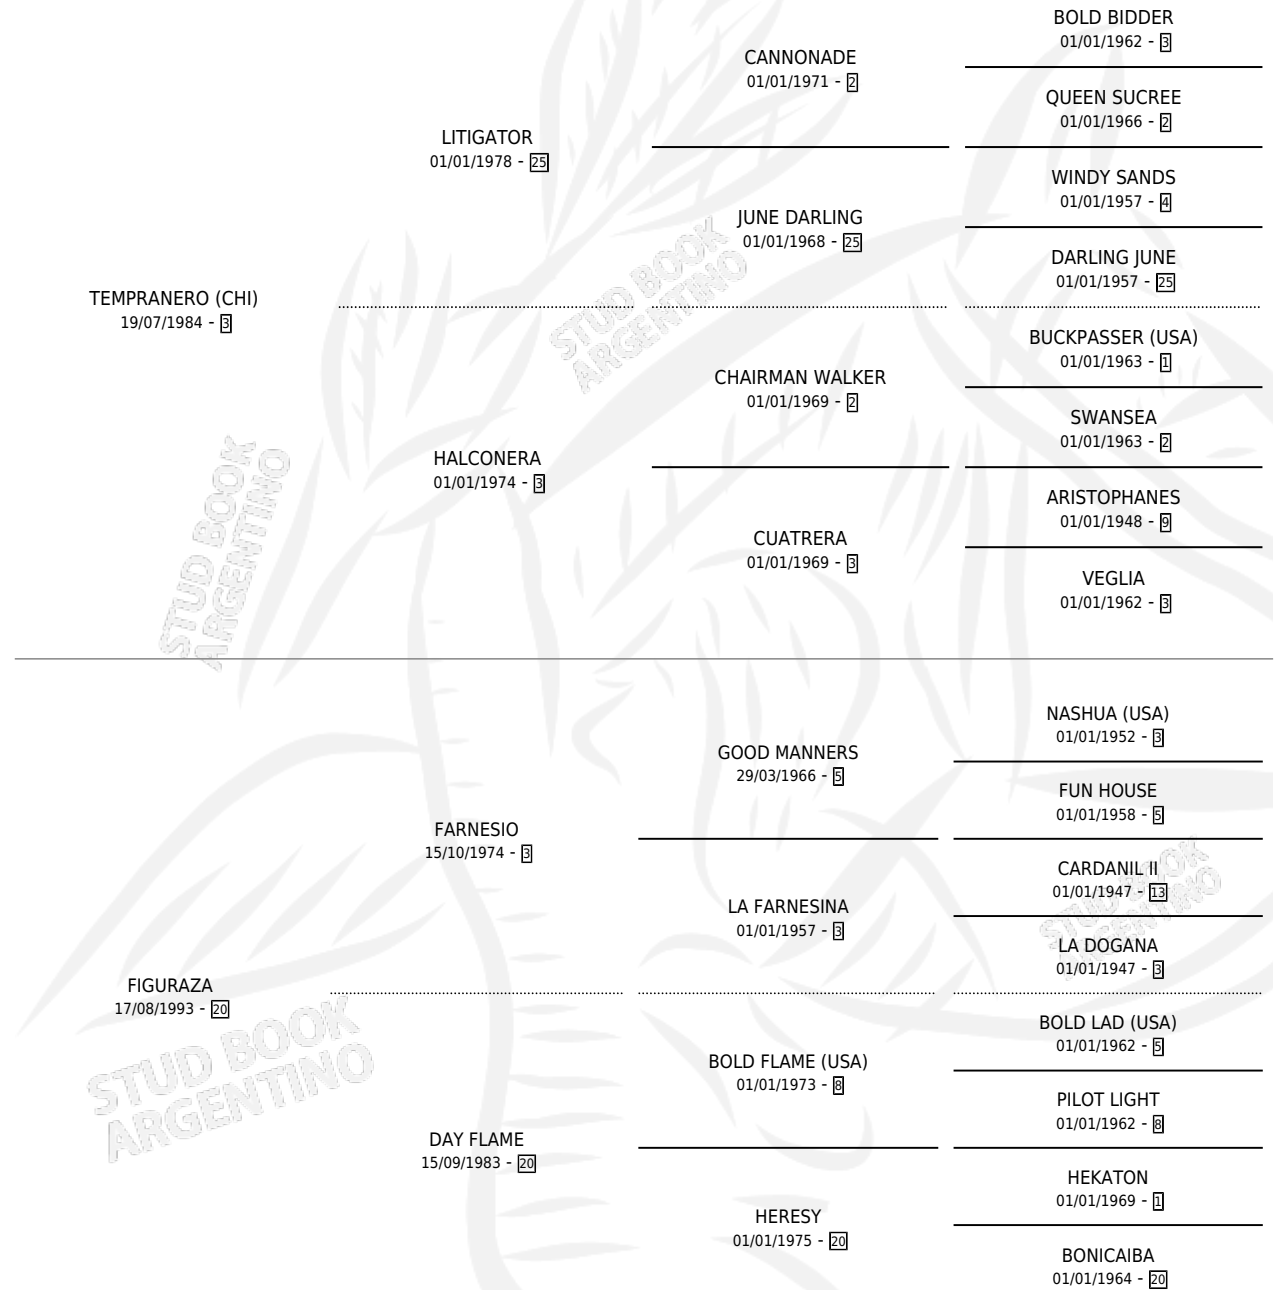 BOLD BIDDER
01/01/1962 - 3
CANNONADE
01/01/1971 - 2
QUEEN SUCREE
01/01/1966 - 2
LITIGATOR
01/01/1978 - 25
WINDY SANDS
01/01/1957 - 4
JUNE DARLING
01/01/1968 - 25
DARLING JUNE
01/01/1957 - 25
TEMPRANERO (CHI)
19/07/1984 - 3
BUCKPASSER (USA)
01/01/1963 - 1
CHAIRMAN WALKER
01/01/1969 - 2
SWANSEA
01/01/1963 - 2
HALCONERA
01/01/1974 - 3
ARISTOPHANES
01/01/1948 - 9
CUATRERA
01/01/1969 - 3
VEGLIA
01/01/1962 - 3
NASHUA (USA)
01/01/1952 - 3
GOOD MANNERS
29/03/1966 - 5
FUN HOUSE
01/01/1958 - 5
FARNESIO
15/10/1974 - 3
CARDANIL II
01/01/1947 - 13
LA FARNESINA
01/01/1957 - 3
LA DOGANA
01/01/1947 - 3
FIGURAZA
17/08/1993 - 20
BOLD LAD (USA)
01/01/1962 - 5
BOLD FLAME (USA)
01/01/1973 - 8
PILOT LIGHT
01/01/1962 - 8
DAY FLAME
15/09/1983 - 20
HEKATON
01/01/1969 - 1
HERESY
01/01/1975 - 20
BONICAIBA
01/01/1964 - 20
STUD BOOK
ARGENTINO
STUD BOOK
ARGENTINO
STUD BOOK
ARGENTINO
STUD BOOK
ARGENTINO